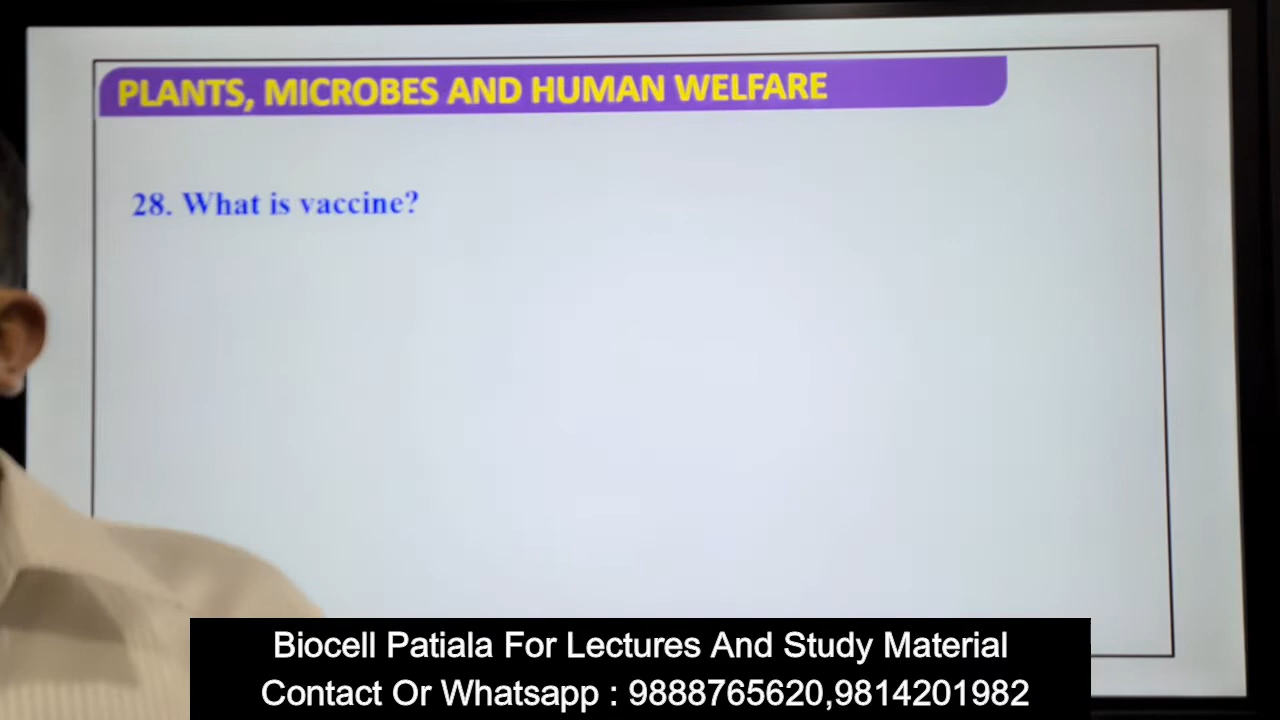 PLANTS, MICROBES AND HUMAN WELFARE
28. What is vaccine?
Biocell Patiala For Lectures And Study Material
Contact Or Whatsapp : 9888765620,9814201982